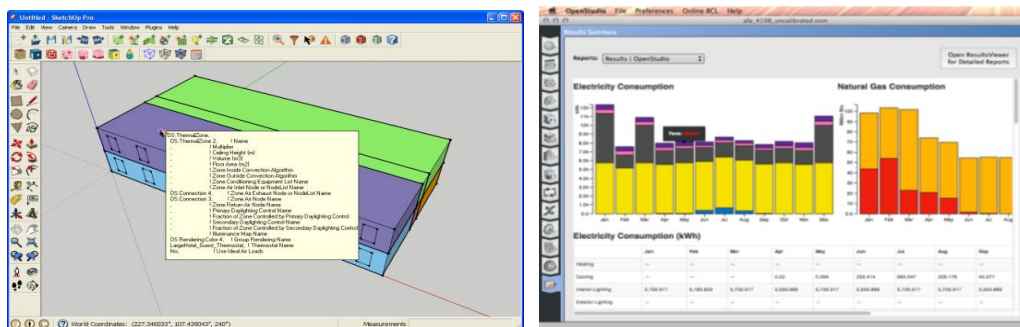 Untitled - SketchUp Pro
File Edit View Camera Draw Tools Window Plugins Help
OS:ThermalZone,
OS:ThermalZone 2, ! Name
, ! Multiplier
, ! Ceiling Height {m}
, ! Volume {m3}
, ! Floor Area {m2}
, ! Zone Inside Convection Algorithm
, ! Zone Outside Convection Algorithm
, ! Zone Conditioning Equipment List Name
, ! Zone Air Inlet Node or NodeList Name
OS:Connection 4, ! Zone Air Exhaust Node or NodeList Name
OS:Connection 3, ! Zone Air Node Name
, ! Zone Return Air Node Name
, ! Primary Daylighting Control Name
, ! Fraction of Zone Controlled by Primary Daylighting Control
, ! Secondary Daylighting Control Name
, ! Fraction of Zone Controlled by Secondary Daylighting Control
, ! Illuminance Map Name
OS:Rendering Color 4, ! Group Rendering Name
LargeHotel_Guest_Thermostat, ! Thermostat Name
No; ! Use Ideal Air Loads
World Coordinates: (227.346033", 107.438043", 240")
Measurements
OpenStudio File Preferences Online BCL Help
Results Summary
Reports: Results | OpenStudio
Open ResultsViewer
for Detailed Reports
Electricity Consumption
Natural Gas Consumption
Jan Feb Mar Apr May Jun Jul Aug Sep Oct Nov Dec
Jan Feb Mar Apr May Jun Jul Aug
Electricity Consumption (kWh)
Jan Feb Mar Apr May Jun Jul Aug Sep
Heating
Cooling
Interior Lighting
Exterior Lighting